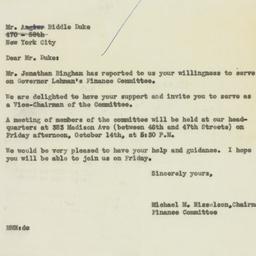 Mr. Angier Biddle Duke
470 - 50th
New York City
Dear Mr. Duke:
Mr. Jonathan Bingham has reported to us your willingness to serve
on Governor Lehman's Finance Committee.
We are delighted to have your support and invite you to serve as
a Vice-Chairman of the Committee.
A meeting of members of the committee will be held at our head-
quarters at 383 Madison Ave (between 46th and 47th Streets) on
Friday afternoon, October 14th, at 5:30 P.M.
We would be very pleased to have your help and guidance. I hope
you will be able to join us on Friday.
Sincerely yours,
Michael M. Nisselson, Chairm
Finance Committee
MMN:do